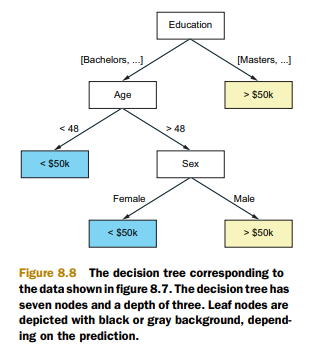 Education
[Bachelors, ...]
[Masters, ...]
Age
> $50k
< 48
> 48
< $50k
Sex
Female
Male
< $50k
> $50k
Figure 8.8 The decision tree corresponding to
the data shown in figure 8.7. The decision tree has
seven nodes and a depth of three. Leaf nodes are
depicted with black or gray background, depend-
ing on the prediction.